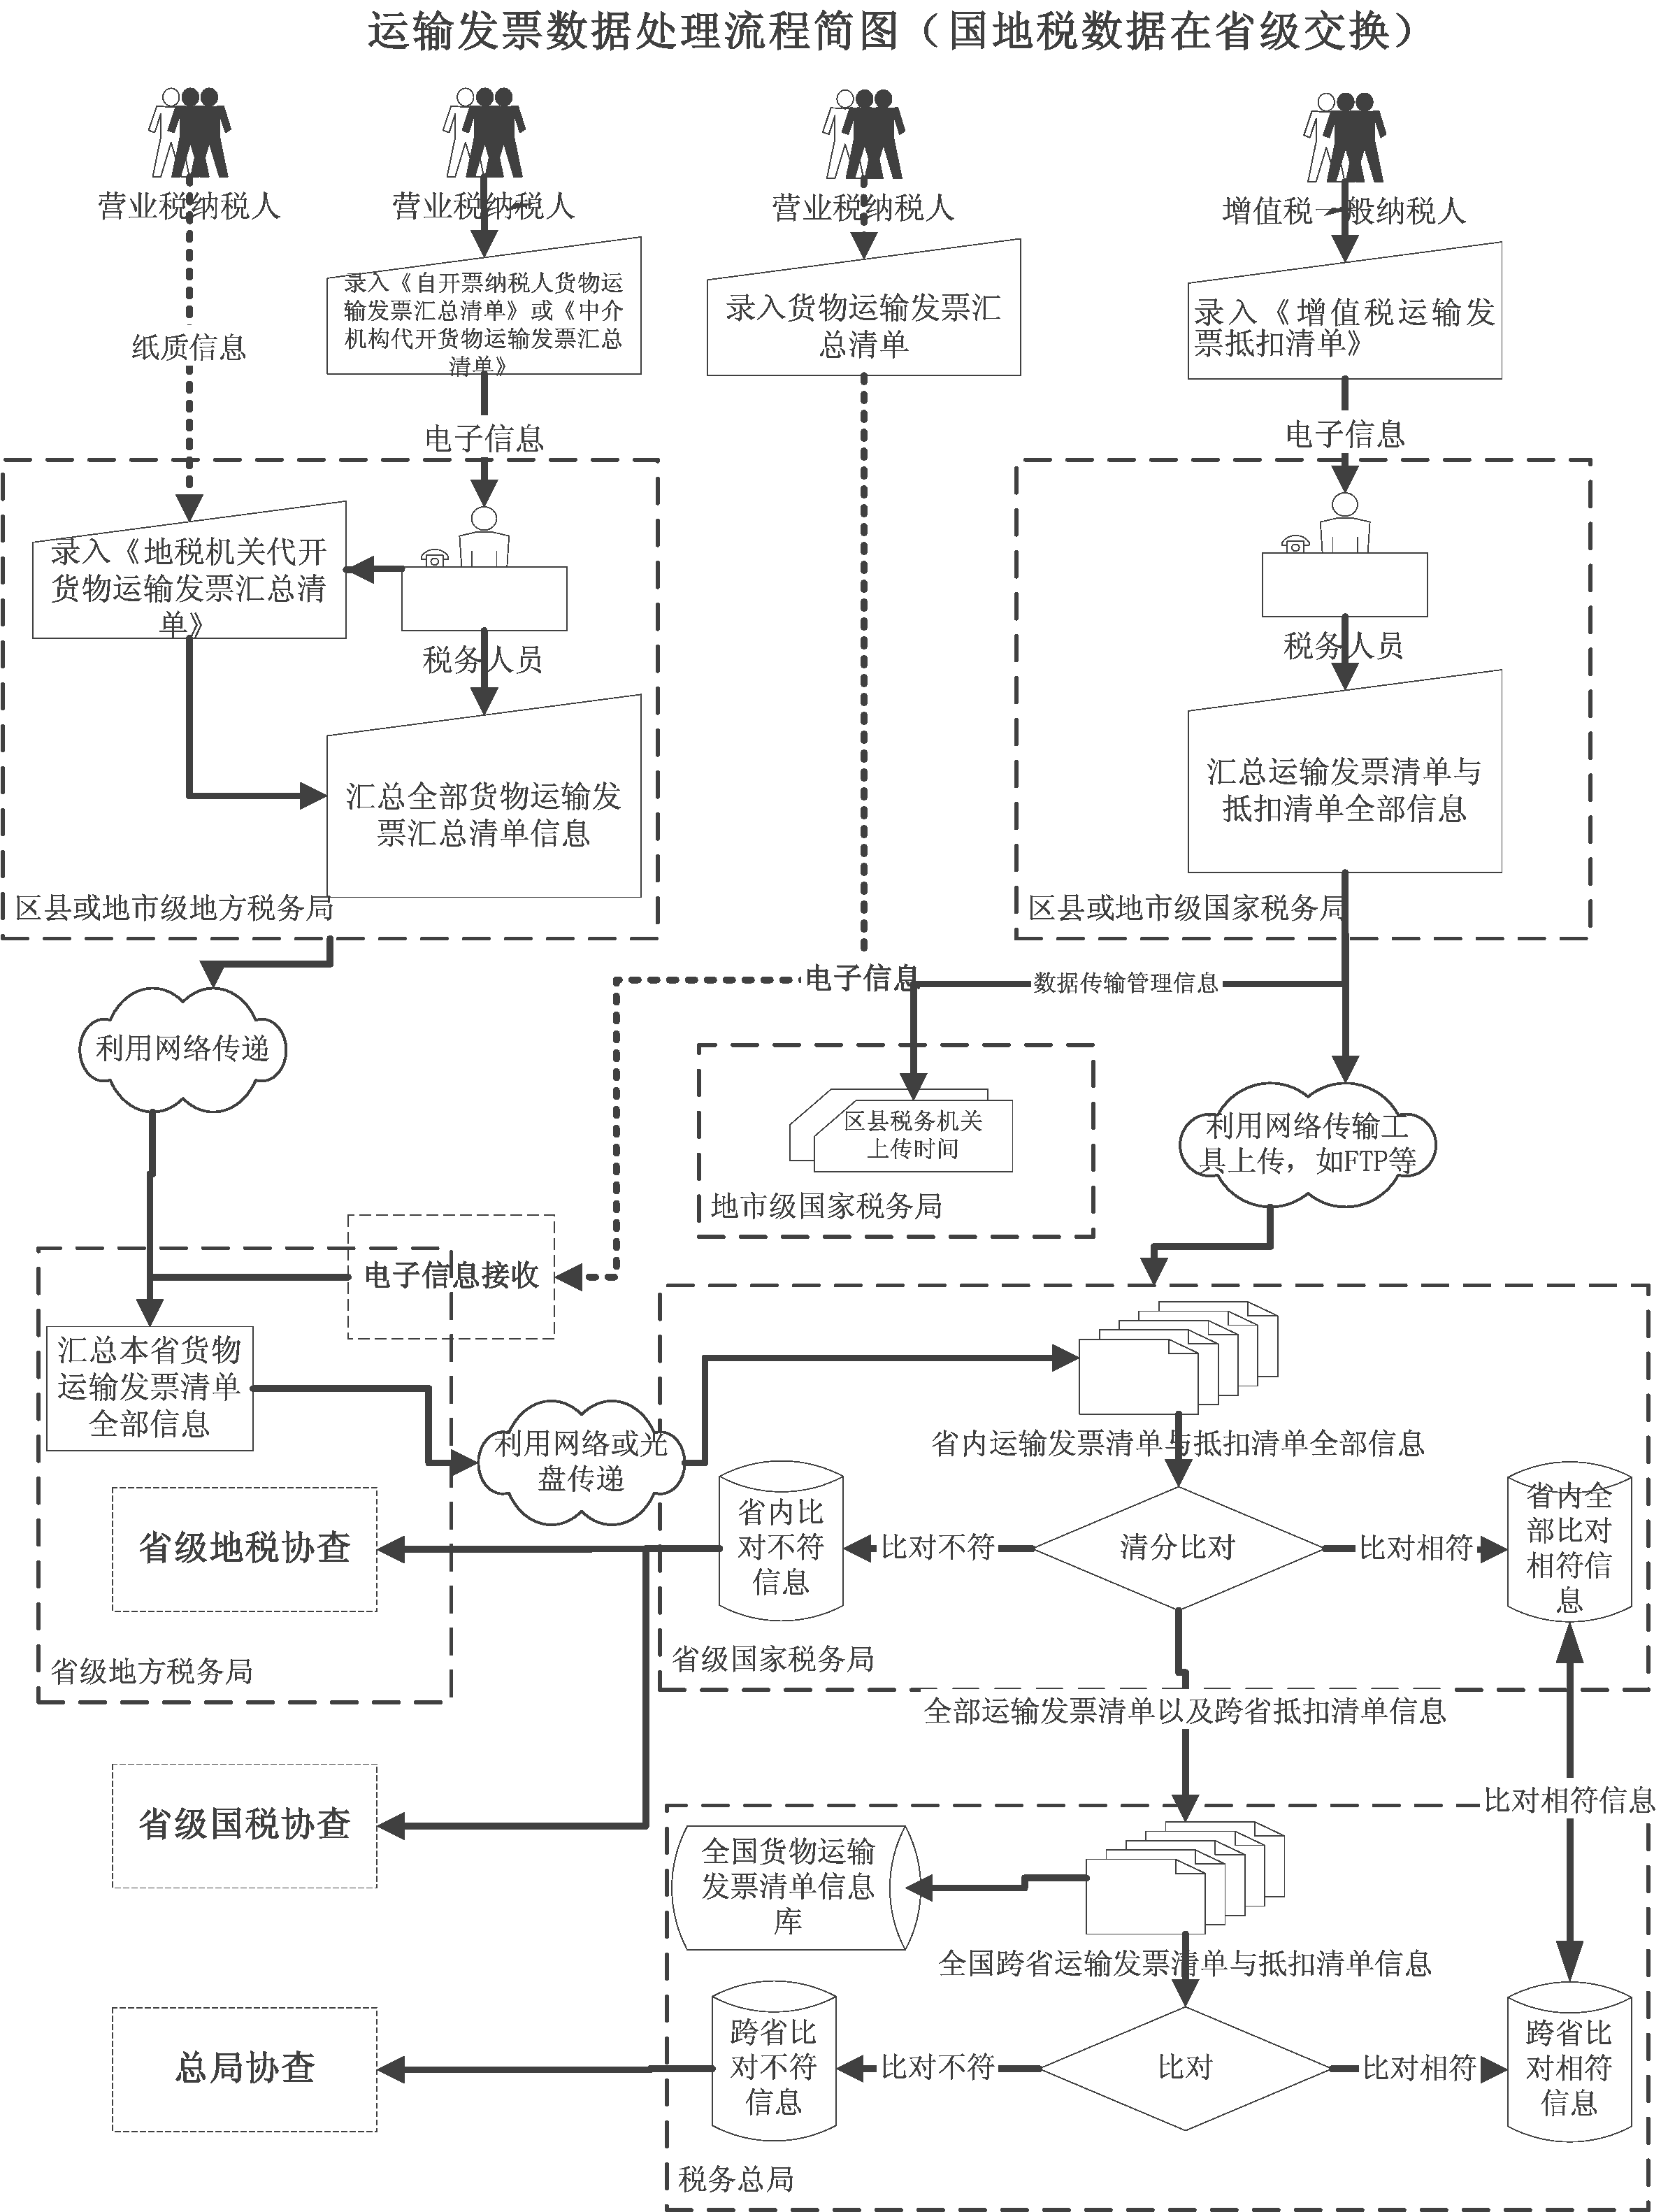 运输发票数据处理流程简图（国地税数据在省级交换）
营业税纳税人
营业税纳税人
营业税纳税人
增值税一般纳税人
录入《自开票纳税人货物运
输发票汇总清单》或《中介
机构代开货物运输发票汇总
清单》
录入货物运输发票汇
总清单
录入《增值税运输发
票抵扣清单》
纸质信息
电子信息
电子信息
录入《地税机关代开
货物运输发票汇总清
单》
税务人员
税务人员
汇总全部货物运输发
票汇总清单信息
汇总运输发票清单与
抵扣清单全部信息
区县或地市级地方税务局
区县或地市级国家税务局
电子信息
数据传输管理信息
利用网络传递
区县税务机关
上传时间
地市级国家税务局
利用网络传输工
具上传，如FTP等
电子信息接收
汇总本省货物
运输发票清单
全部信息
利用网络或光
盘传递
省内运输发票清单与抵扣清单全部信息
省级地税协查
省内比
对不符
信息
比对不符
清分比对
比对相符
省内全
部比对
相符信
息
省级地方税务局
省级国家税务局
全部运输发票清单以及跨省抵扣清单信息
省级国税协查
比对相符信息
全国货物运输
发票清单信息
库
全国跨省运输发票清单与抵扣清单信息
总局协查
跨省比
对不符
信息
比对不符
比对
比对相符
跨省比
对相符
信息
税务总局